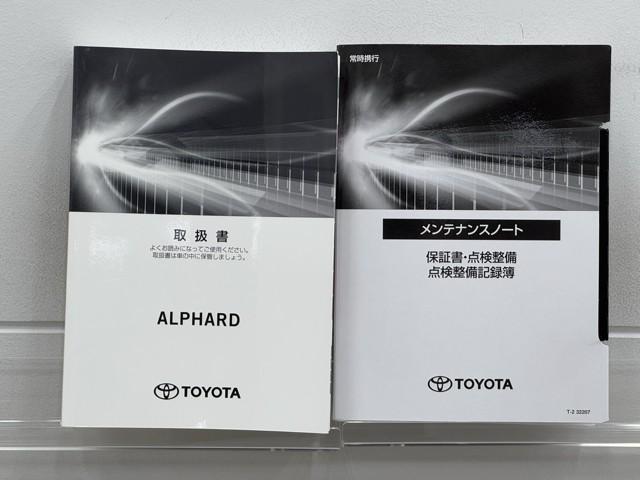 取扱書
よくお読みになってご使用ください。
取扱書は車の中に保管しましょう。
ALPHARD
TOYOTA
常時携行
メンテナンスノート
保証書・点検整備
点検整備記録簿
TOYOTA
T-2 32207